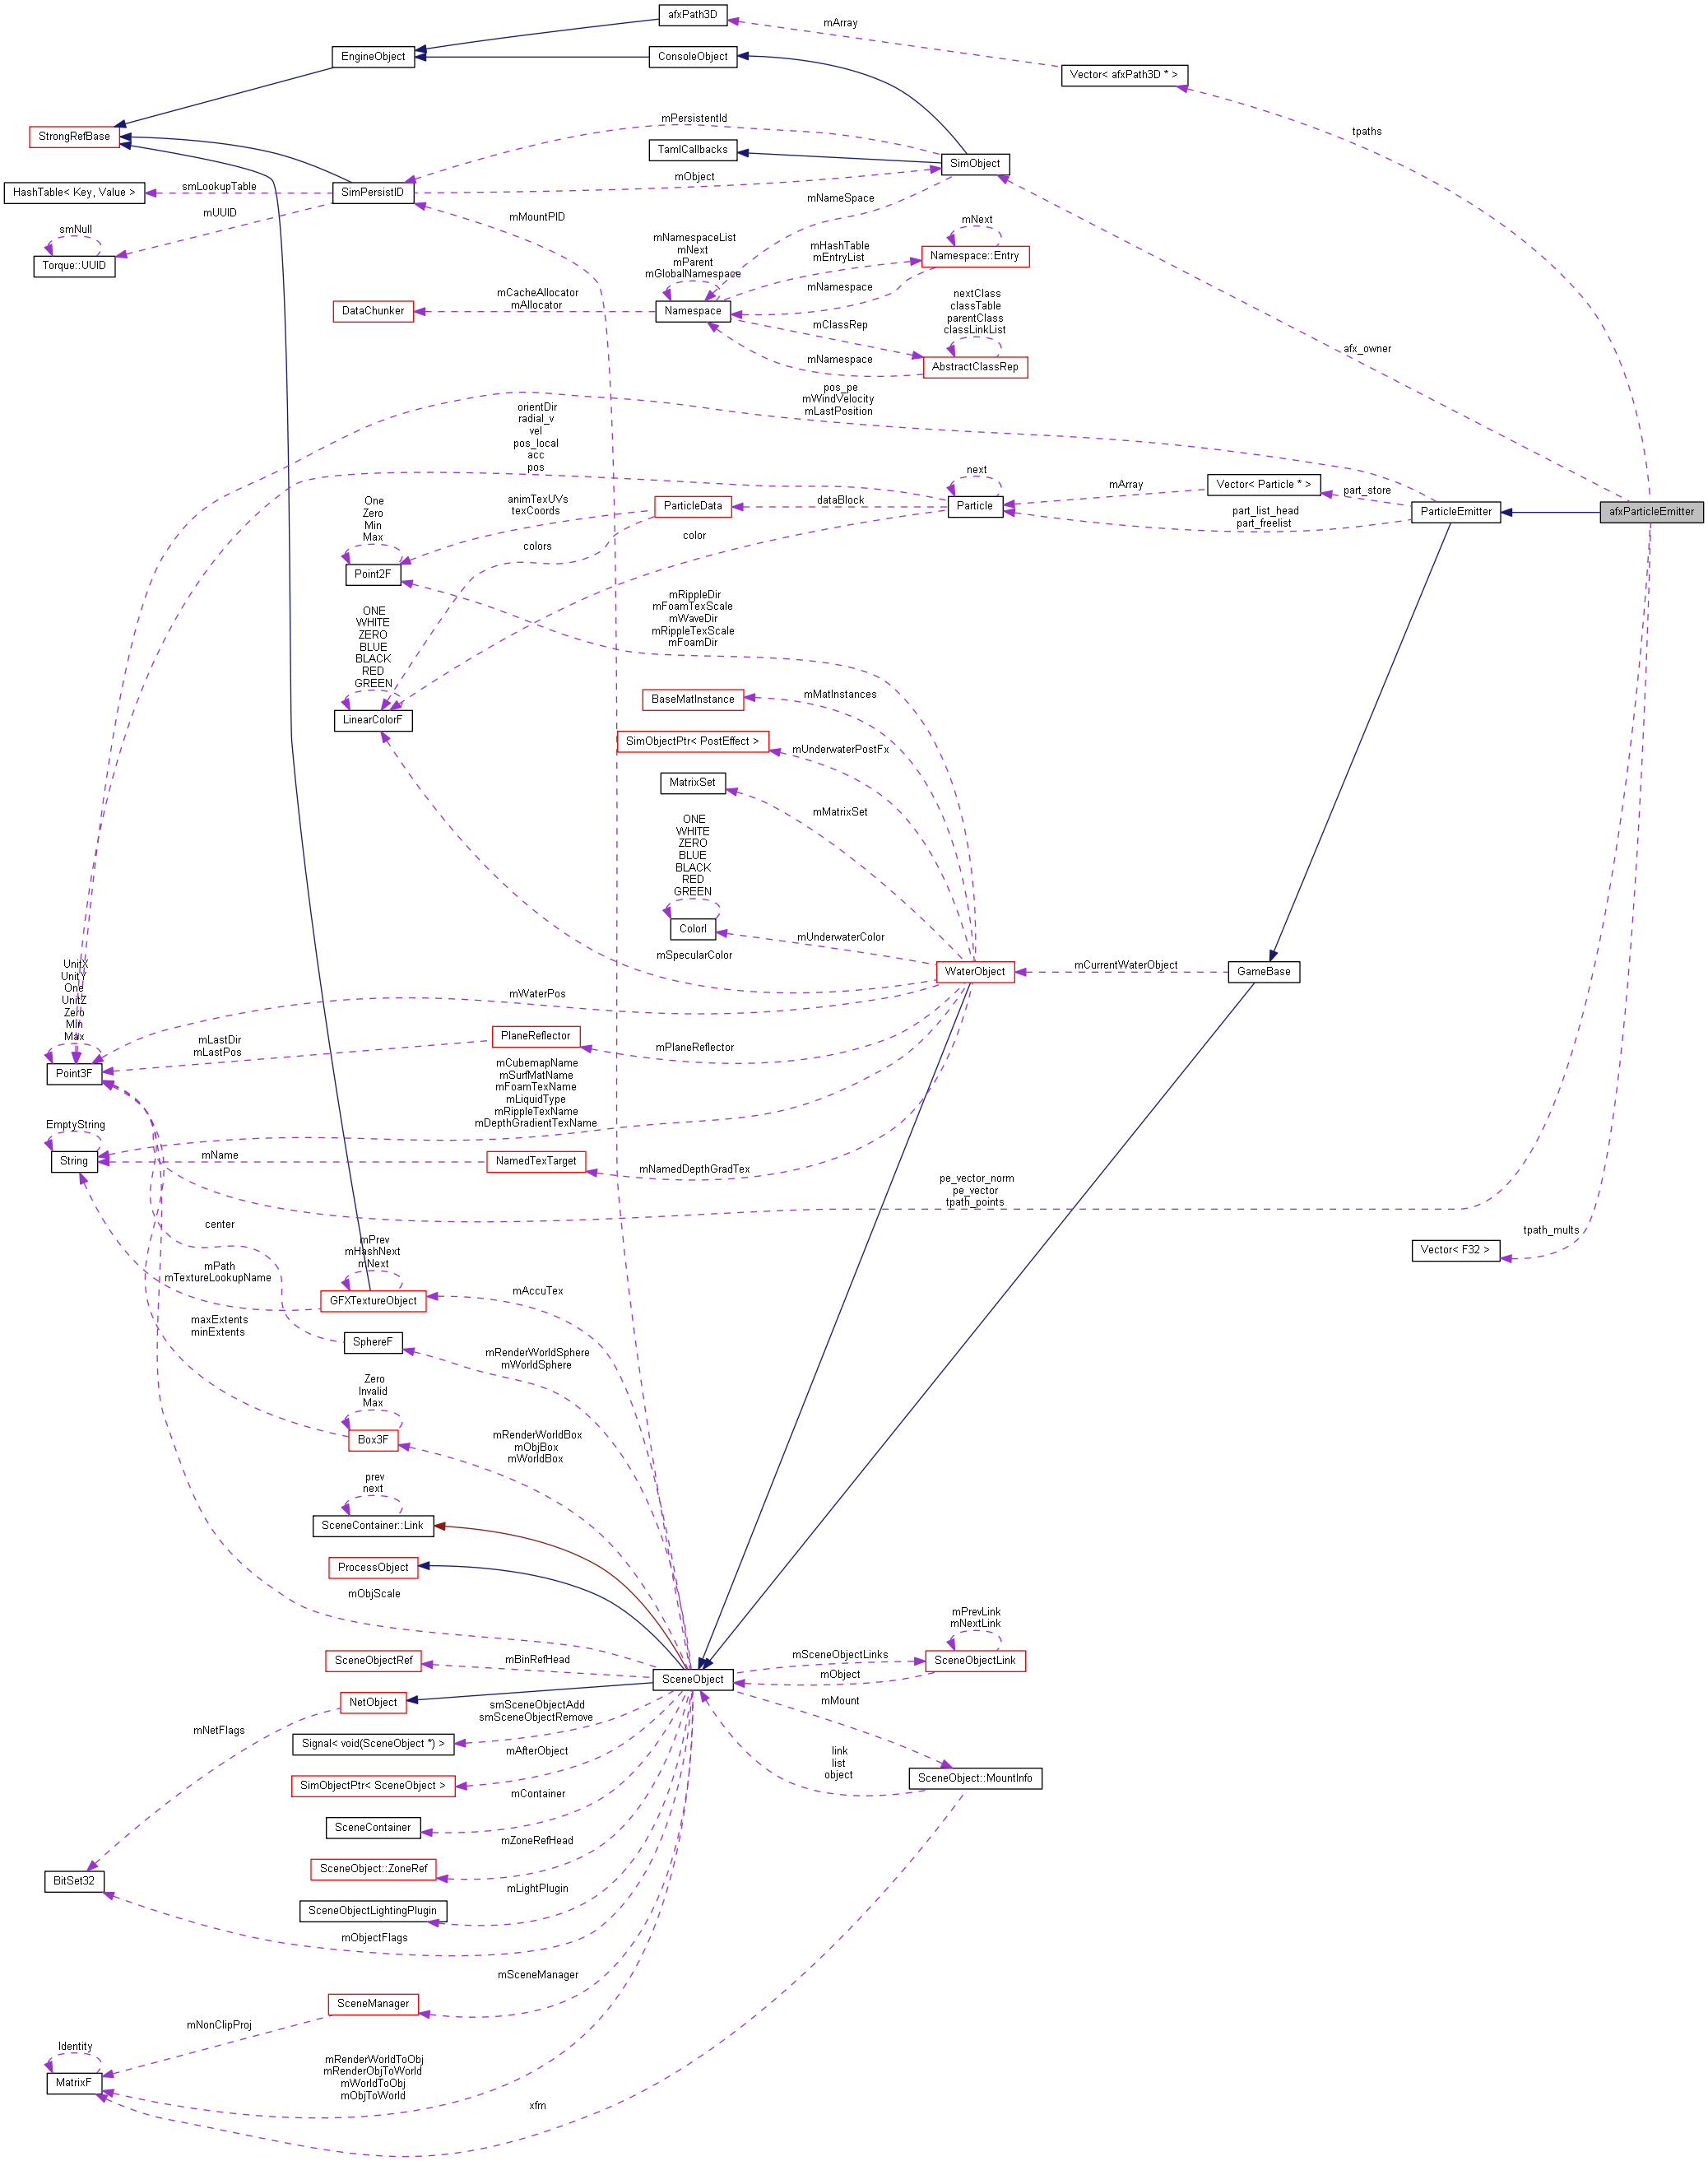 afxPath3D
mArray
EngineObject
ConsoleObject
Vector< afxPath3D * >
mPersistentId
tpaths
StrongRefBase
TamlCallbacks
SimObject
HashTable< Key, Value >
smLookupTable
SimPersistID
mObject
mUUID
mMountPID
mNameSpace
smNull
Torque::UUID
mNamespaceList
mNext
mParent
mGlobalNamespace
mHashTable
mEntryList
mNext
Namespace::Entry
mNamespace
DataChunker
mCacheAllocator
mAllocator
Namespace
mClassRep
nextClass
classTable
parentClass
classLinkList
mNamespace
AbstractClassRep
afx_owner
pos_pe
mWindVelocity
mLastPosition
orientDir
radial_v
vel
pos_local
acc
pos
next
mArray
Vector< Particle * >
part_store
One
Zero
Min
Max
animTexUVs
texCoords
ParticleData
dataBlock
Particle
part_list_head
part_freelist
ParticleEmitter
afxParticleEmitter
color
colors
Point2F
mRippleDir
mFoamTexScale
mWaveDir
mRippleTexScale
mFoamDir
ONE
WHITE
ZERO
BLUE
BLACK
RED
GREEN
LinearColorF
BaseMatInstance
mMatInstances
SimObjectPtr< PostEffect >
mUnderwaterPostFx
MatrixSet
mMatrixSet
ONE
WHITE
ZERO
BLUE
BLACK
RED
GREEN
ColorI
mUnderwaterColor
mSpecularColor
WaterObject
mCurrentWaterObject
GameBase
UnitX
UnitY
One
UnitZ
Zero
Min
Max
Point3F
mWaterPos
mLastDir
mLastPos
PlaneReflector
mPlaneReflector
mCubemapName
mSurfMatName
mFoamTexName
mLiquidType
mRippleTexName
mDepthGradientTexName
EmptyString
String
mName
NamedTexTarget
mNamedDepthGradTex
pe_vector_norm
pe_vector
tpath_points
center
tpath_mults
Vector< F32 >
mPrev
mHashNext
mNext
mPath
mTextureLookupName
GFXTextureObject
mAccuTex
maxExtents
minExtents
SphereF
mRenderWorldSphere
mWorldSphere
Zero
Invalid
Max
Box3F
mRenderWorldBox
mObjBox
mWorldBox
prev
next
SceneContainer::Link
ProcessObject
mObjScale
SceneObjectRef
mBinRefHead
SceneObject
mSceneObjectLinks
mPrevLink
mNextLink
SceneObjectLink
mObject
NetObject
mNetFlags
smSceneObjectAdd
smSceneObjectRemove
mMount
Signal< void(SceneObject *) >
mAfterObject
link
list
object
SceneObject::MountInfo
SimObjectPtr< SceneObject >
mContainer
SceneContainer
mZoneRefHead
SceneObject::ZoneRef
BitSet32
mLightPlugin
SceneObjectLightingPlugin
mObjectFlags
mSceneManager
SceneManager
mNonClipProj
Identity
MatrixF
mRenderWorldToObj
mRenderObjToWorld
mWorldToObj
mObjToWorld
xfm